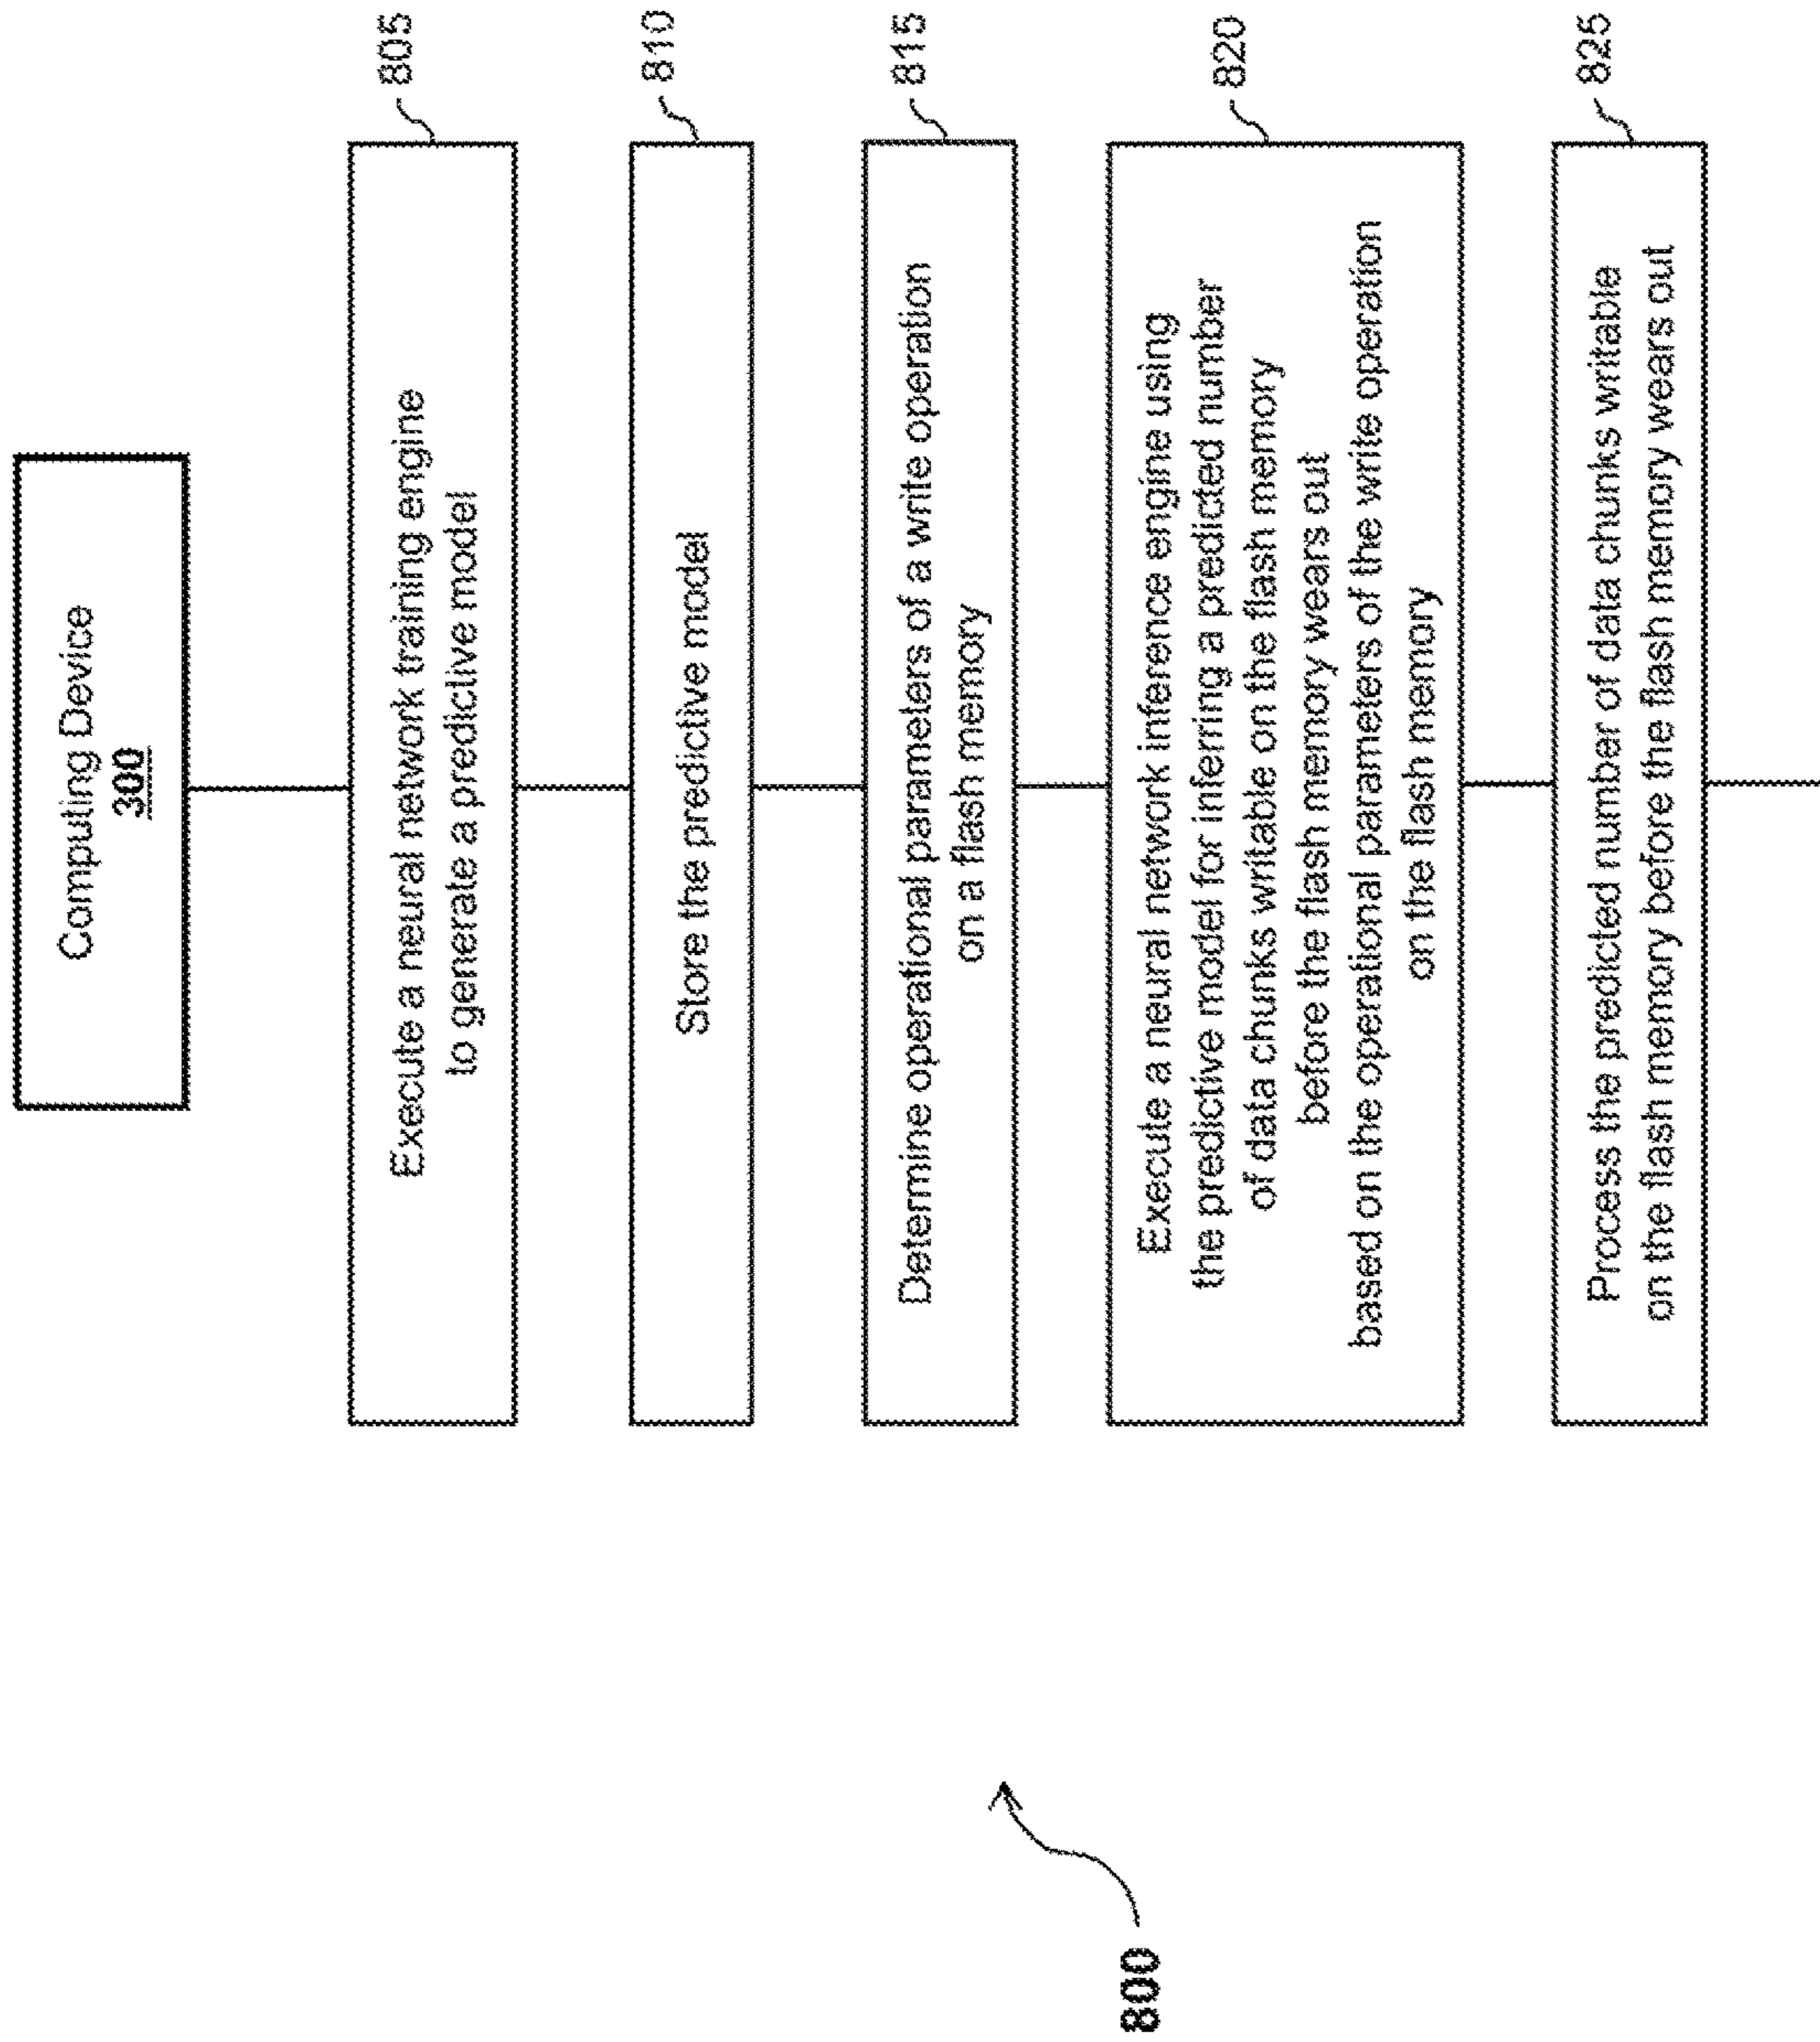 Computing Device
300
Execute a neural network training engine
to generate a predictive model
805
Store the predictive model
810
Determine operational parameters of a write operation
on a flash memory
815
Execute a neural network inference engine using
the predictive model for inferring a predicted number
of data chunks writable on the flash memory
before the flash memory wears out
based on the operational parameters of the write operation
on the flash memory
820
Process the predicted number of data chunks writable
on the flash memory before the flash memory wears out
825
800